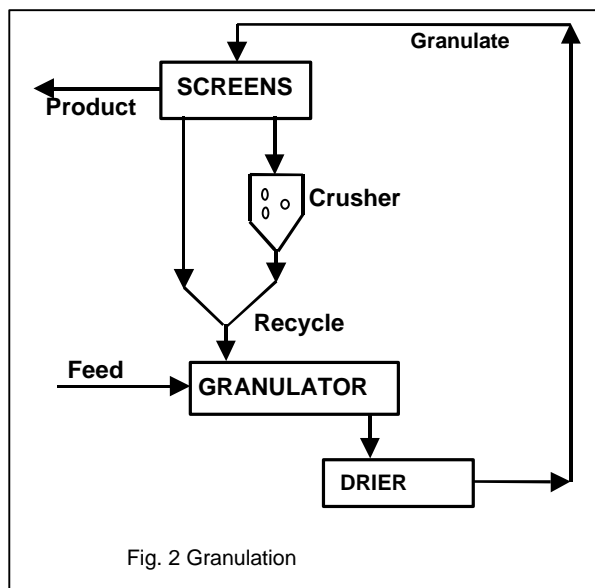 Granulate
SCREENS
Product
Crusher
Recycle
Feed
GRANULATOR
DRIER
Fig. 2 Granulation